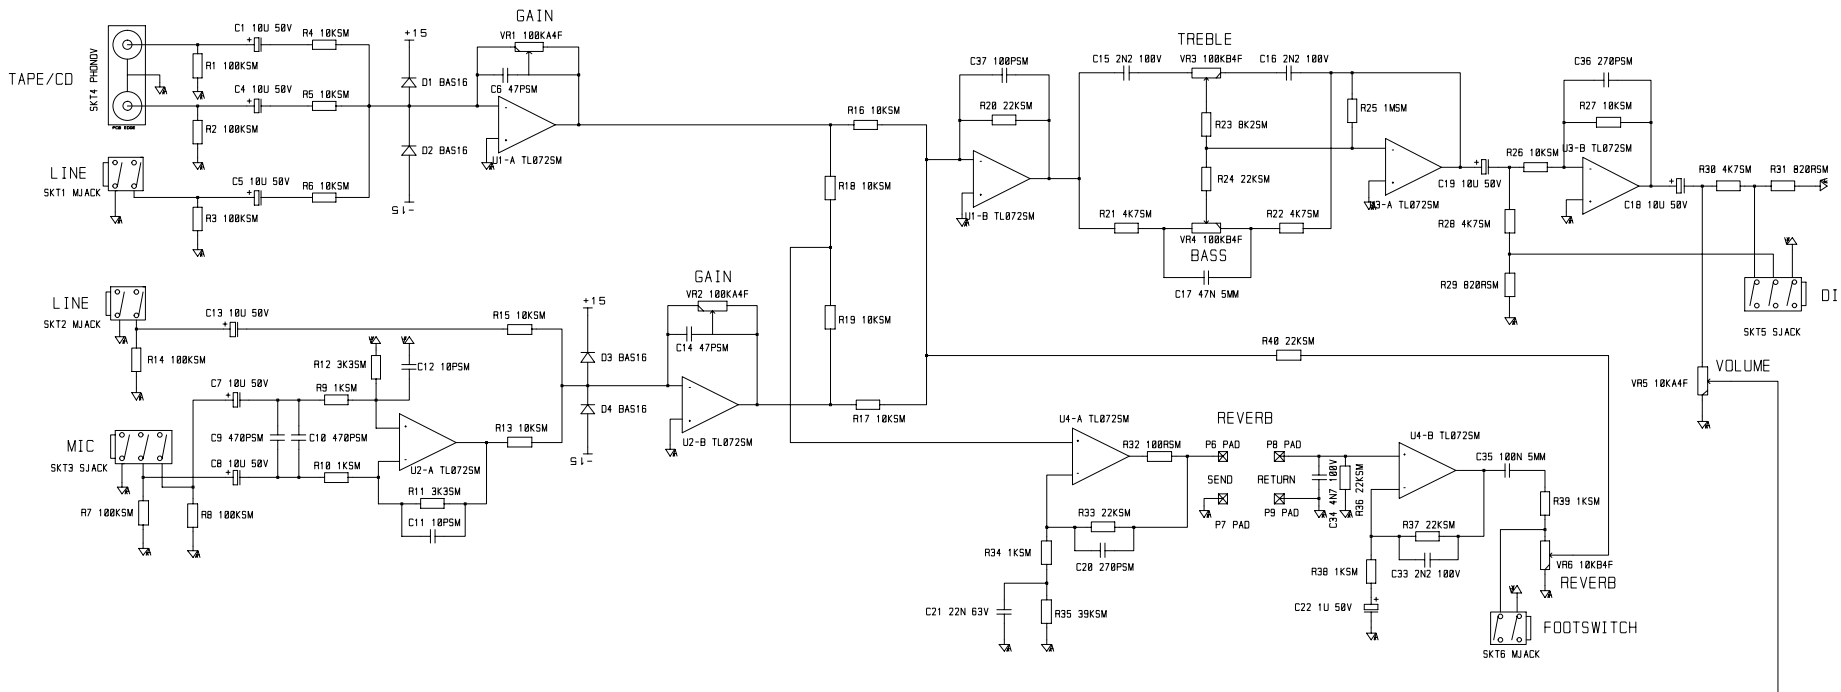 GAIN
VR1 100KA4F
C1 10U 50V
R4 10KSM
+15
TAPE/CD
SKT4 PHONOV
PCB EDGE
R1 100KSM
C4 10U 50V
R5 10KSM
D1 BAS16
C6 47PSM
R2 100KSM
D2 BAS16
U1-A TL072SM
LINE
SKT1 MJACK
C5 10U 50V
R6 10KSM
R3 100KSM
-15
R16 10KSM
R18 10KSM
R19 10KSM
R17 10KSM
C37 100PSM
R20 22KSM
U1-B TL072SM
TREBLE
C15 2N2 100V
VR3 100KB4F
C16 2N2 100V
R23 8K2SM
R24 22KSM
R25 1MSM
R21 4K7SM
VR4 100KB4F
R22 4K7SM
BASS
C17 47N 5MM
U3-A TL072SM
C19 10U 50V
C36 270PSM
R27 10KSM
R26 10KSM
U3-B TL072SM
R28 4K7SM
R29 820RSM
C18 10U 50V
R30 4K7SM
R31 820RSM
DI
SKT5 SJACK
VOLUME
VR5 10KA4F
LINE
SKT2 MJACK
C13 10U 50V
R15 10KSM
R14 100KSM
GAIN
VR2 100KA4F
+15
C14 47PSM
D3 BAS16
D4 BAS16
-15
U2-B TL072SM
R12 3K3SM
C12 10PSM
C7 10U 50V
R9 1KSM
MIC
SKT3 SJACK
C9 470PSM
C10 470PSM
C8 10U 50V
R10 1KSM
U2-A TL072SM
R13 10KSM
R11 3K3SM
C11 10PSM
R7 100KSM
R8 100KSM
R40 22KSM
U4-A TL072SM
R32 100RSM
R33 22KSM
C20 270PSM
R34 1KSM
C21 22N 63V
R35 39KSM
REVERB
P6 PAD
P8 PAD
SEND
RETURN
P7 PAD
P9 PAD
C34 4N7 100V
R36 22KSM
U4-B TL072SM
C35 100N 5MM
R37 22KSM
C33 2N2 100V
R38 1KSM
C22 1U 50V
R39 1KSM
VR6 10KB4F
REVERB
FOOTSWITCH
SKT6 MJACK